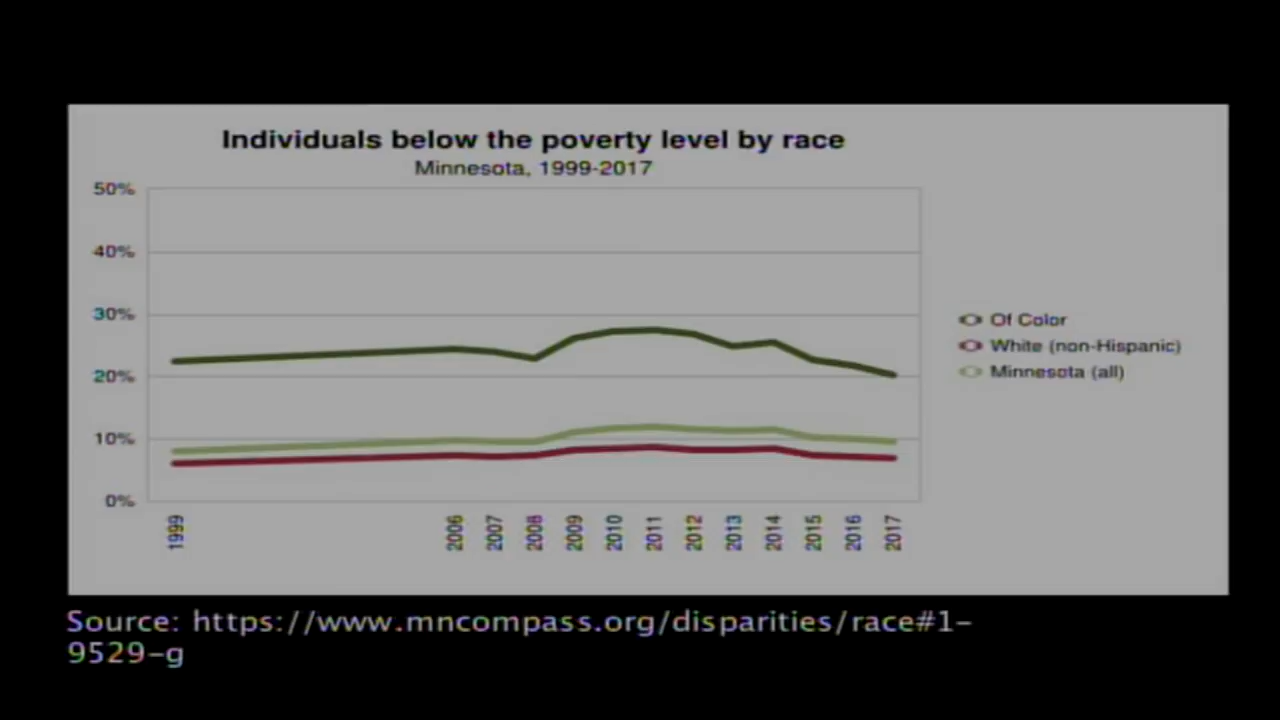 Individuals below the poverty level by race
Minnesota, 1999-2017
50%
40%
30%
20%
10%
0%
1999
2006
2007
2008
2009
2010
2011
2012
2013
2014
2015
2016
2017
Of Color
White (non-Hispanic)
Minnesota (all)
Source: https://www.mncompass.org/disparities/race#1-
9529-g